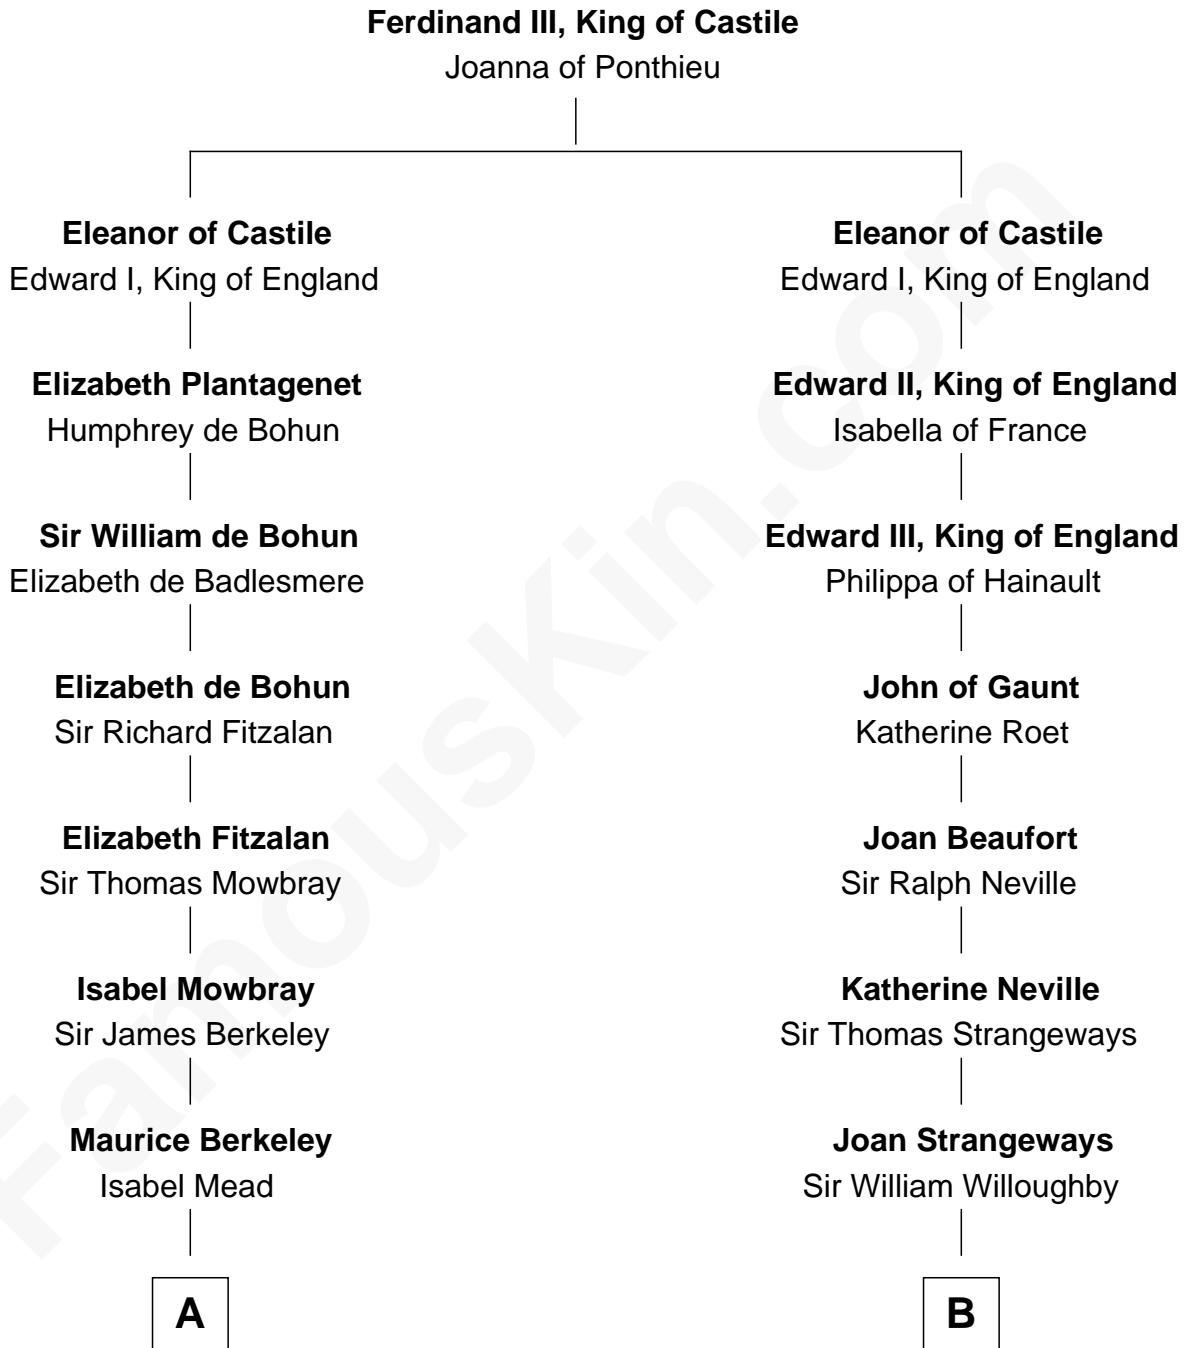 Ferdinand III, King of Castile
Joanna of Ponthieu
Eleanor of Castile
Edward I, King of England
Elizabeth Plantagenet
Humphrey de Bohun
Sir William de Bohun
Elizabeth de Badlesmere
Elizabeth de Bohun
Sir Richard Fitzalan
Elizabeth Fitzalan
Sir Thomas Mowbray
Isabel Mowbray
Sir James Berkeley
Maurice Berkeley
Isabel Mead
A
Eleanor of Castile
Edward I, King of England
Edward II, King of England
Isabella of France
Edward III, King of England
Philippa of Hainault
John of Gaunt
Katherine Roet
Joan Beaufort
Sir Ralph Neville
Katherine Neville
Sir Thomas Strangeways
Joan Strangeways
Sir William Willoughby
B
FamousKin.com